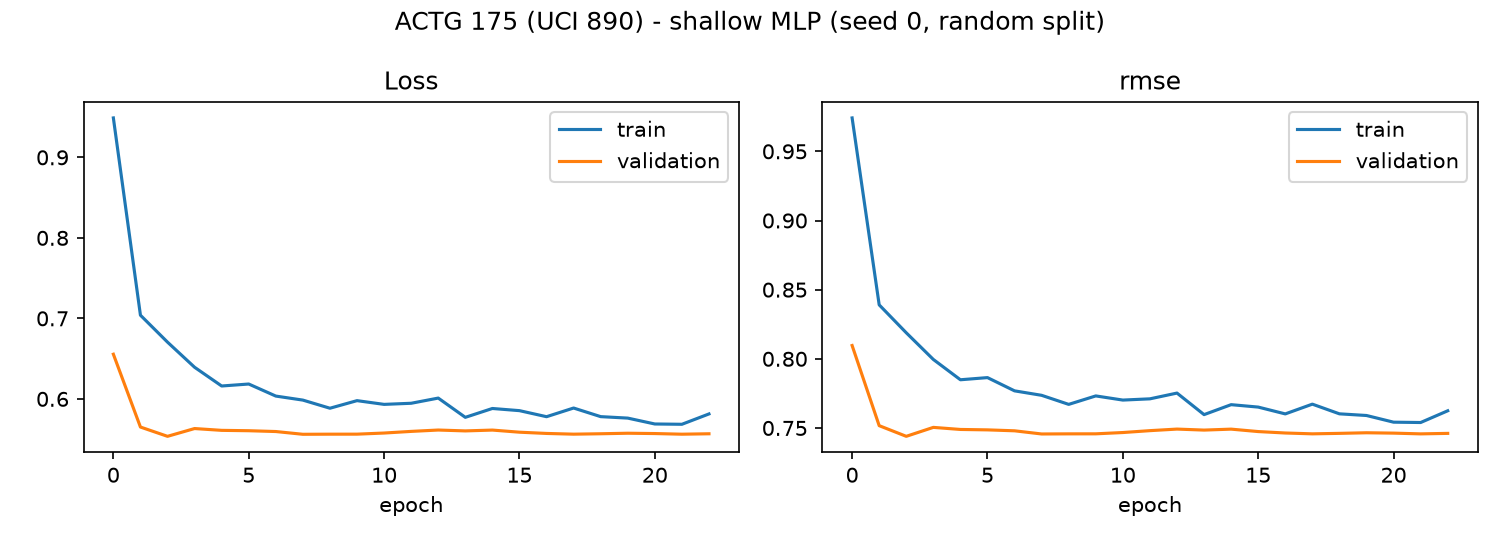 ACTG 175 (UCI 890) - shallow MLP (seed 0, random split)
Loss
train
validation
0.9
0.8
0.7
0.6
0
5
10
15
20
epoch
rmse
train
validation
0.95
0.90
0.85
0.80
0.75
0
5
10
15
20
epoch